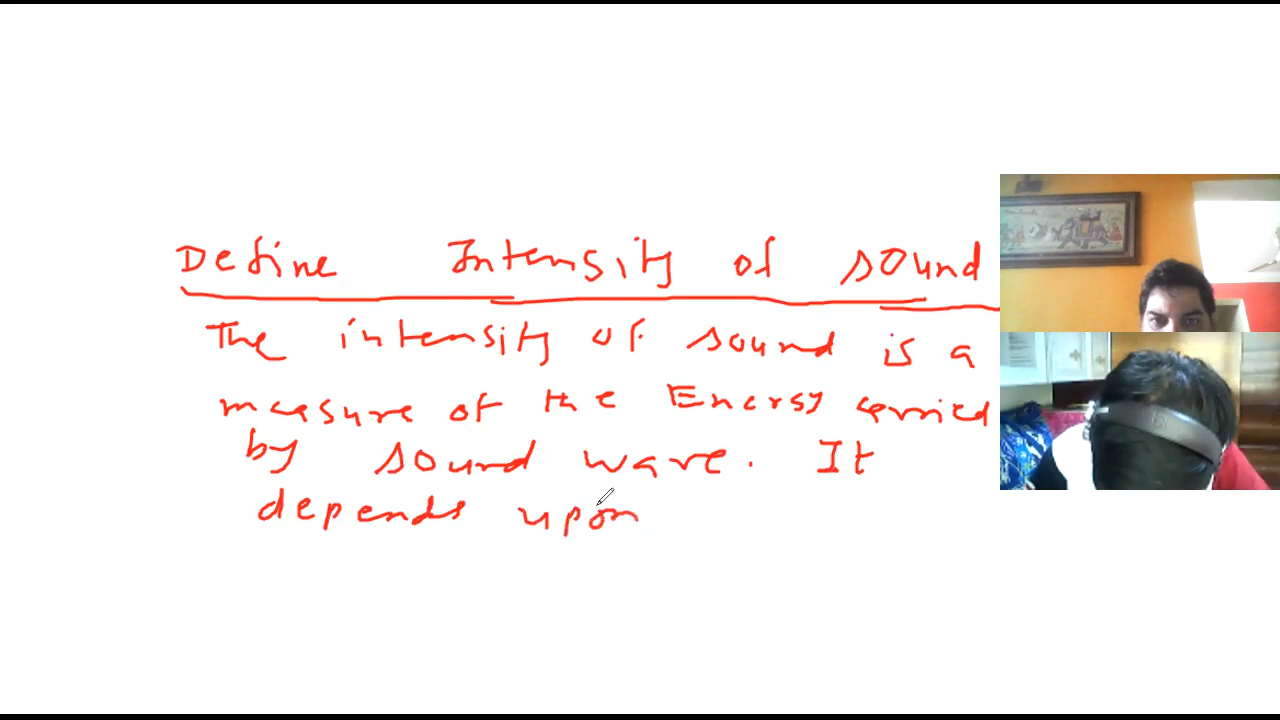 Define Intensity of sound
The intensity of sound is a
measure of the Energy carried
by sound wave. It
depends upon